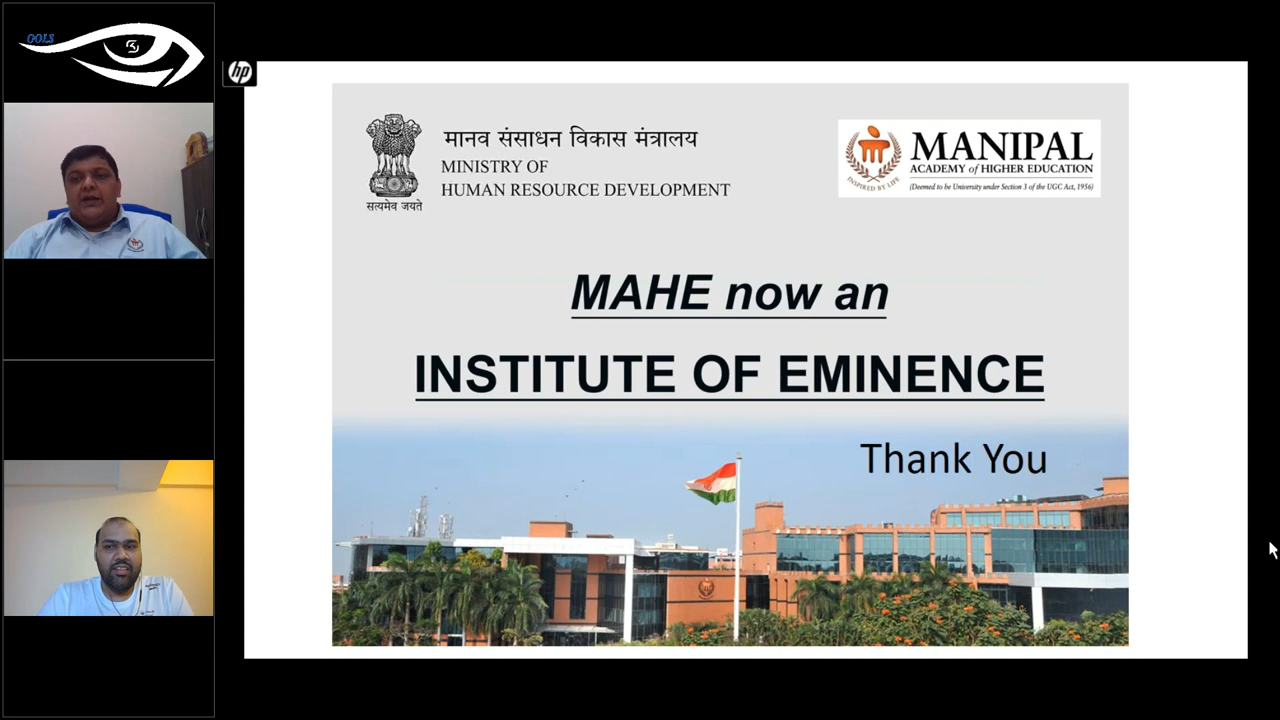 OOLS
hp
मानव संसाधन विकास मंत्रालय
MINISTRY OF
HUMAN RESOURCE DEVELOPMENT
सत्यमेव जयते
MANIPAL
ACADEMY of HIGHER EDUCATION
(Deemed to be University under Section 3 of the UGC Act, 1956)
INSPIRED BY LIFE
MAHE now an
INSTITUTE OF EMINENCE
Thank You